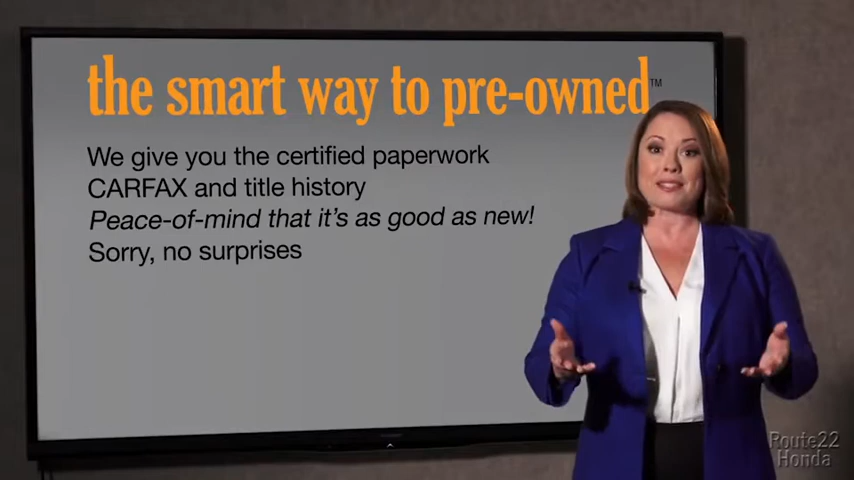 the smart way to pre-owned™
We give you the certified paperwork
CARFAX and title history
Peace-of-mind that it's as good as new!
Sorry, no surprises
Route22
Honda